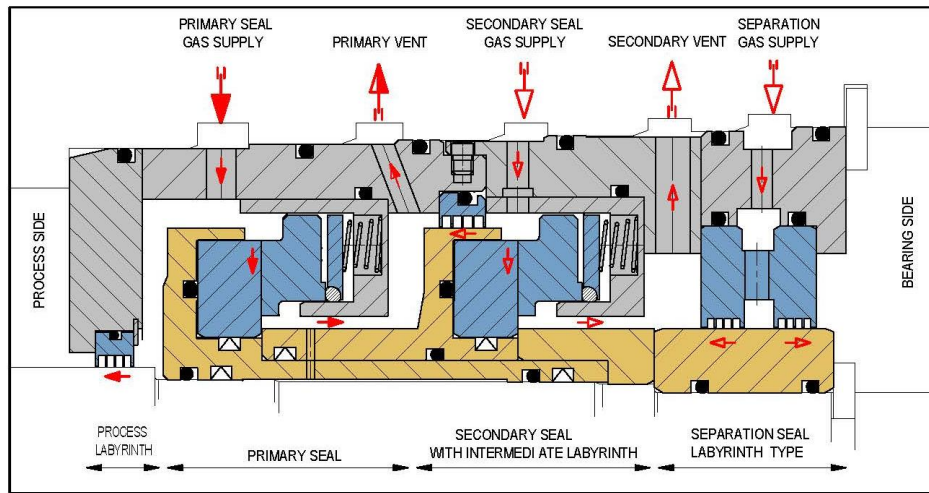 PRIMARY SEAL
GAS SUPPLY
PRIMARY VENT
SECONDARY SEAL
GAS SUPPLY
SECONDARY VENT
SEPARATION
GAS SUPPLY
PROCESS SIDE
BEARING SIDE
PROCESS
LABYRINTH
PRIMARY SEAL
SECONDARY SEAL
WITH INTERMEDI ATE LABYRINTH
SEPARATION SEAL
LABYRINTH TYPE